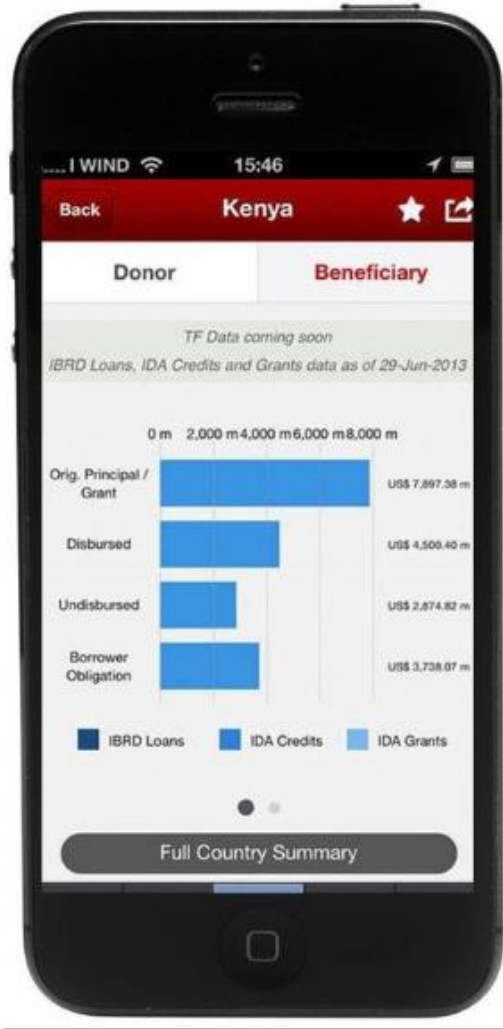 .... I WIND 15:46
Back Kenya
Donor Beneficiary
TF Data coming soon
IBRD Loans, IDA Credits and Grants data as of 29-Jun-2013
0 m 2,000 m 4,000 m 6,000 m 8,000 m
Orig. Principal /
Grant
US$ 7,897.38 m
Disbursed US$ 4,500.40 m
Undisbursed US$ 2,874.82 m
Borrower
Obligation
US$ 3,738.07 m
IBRD Loans IDA Credits IDA Grants
Full Country Summary